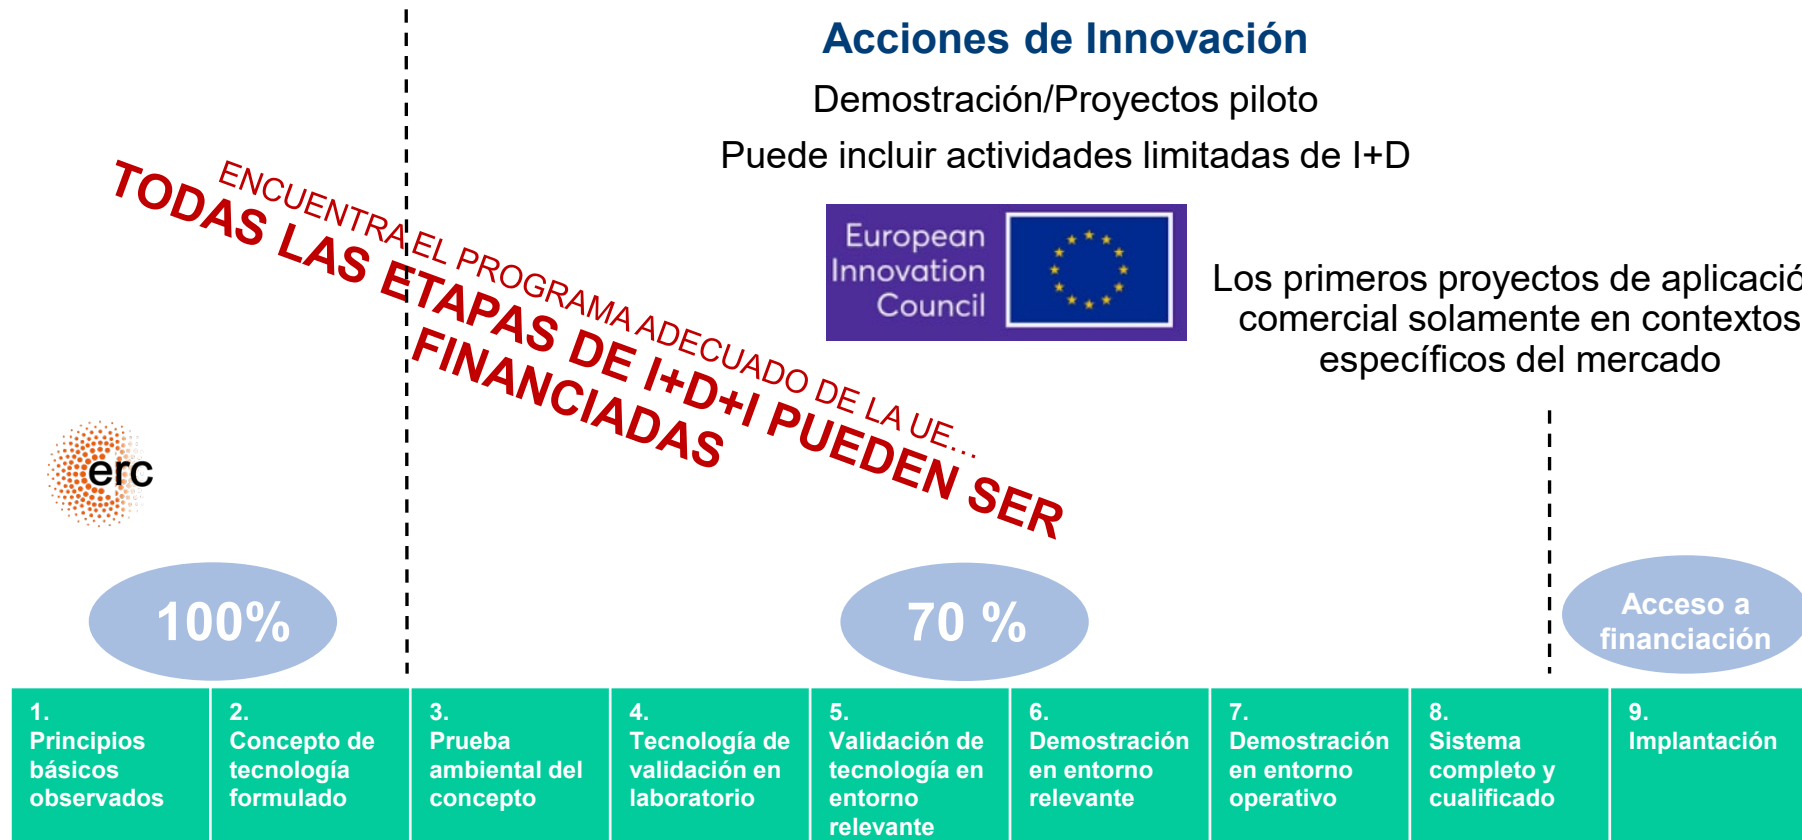 Acciones de Innovación
Demostración/Proyectos piloto
Puede incluir actividades limitadas de I+D
ENCUENTRA EL PROGRAMA ADECUADO DE LA UE...
TODAS LAS ETAPAS DE I+D+I PUEDEN SER
FINANCIADAS
European
Innovation
Council
Los primeros proyectos de aplicació
comercial solamente en contextos
específicos del mercado
erc
100%
70 %
Acceso a
financiación
1.
Principios
básicos
observados
2.
Concepto de
tecnología
formulado
3.
Prueba
ambiental del
concepto
4.
Tecnología de
validación en
laboratorio
5.
Validación de
tecnología en
entorno
relevante
6.
Demostración
en entorno
relevante
7.
Demostración
en entorno
operativo
8.
Sistema
completo y
cualificado
9.
Implantación